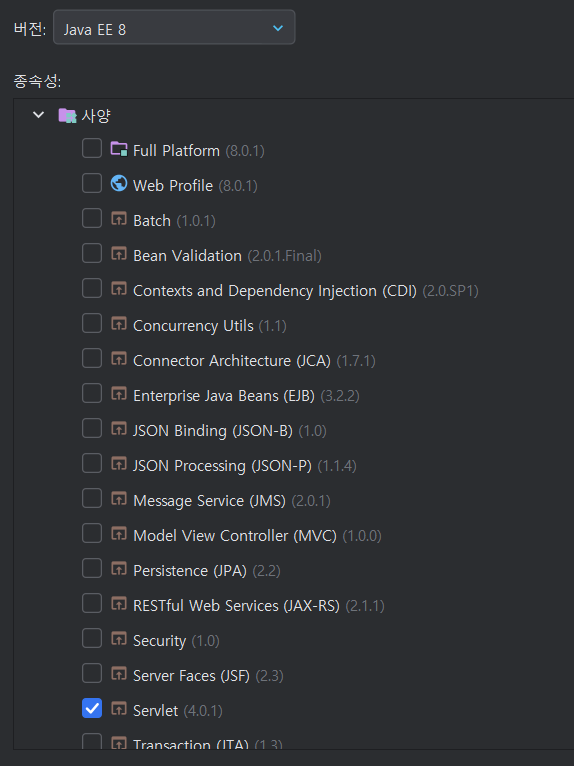 버전: Java EE 8
종속성:
사양
Full Platform (8.0.1)
Web Profile (8.0.1)
Batch (1.0.1)
Bean Validation (2.0.1.Final)
Contexts and Dependency Injection (CDI) (2.0.SP1)
Concurrency Utils (1.1)
Connector Architecture (JCA) (1.7.1)
Enterprise Java Beans (EJB) (3.2.2)
JSON Binding (JSON-B) (1.0)
JSON Processing (JSON-P) (1.1.4)
Message Service (JMS) (2.0.1)
Model View Controller (MVC) (1.0.0)
Persistence (JPA) (2.2)
RESTful Web Services (JAX-RS) (2.1.1)
Security (1.0)
Server Faces (JSF) (2.3)
Servlet (4.0.1)
Transaction (JTA) (1.3)